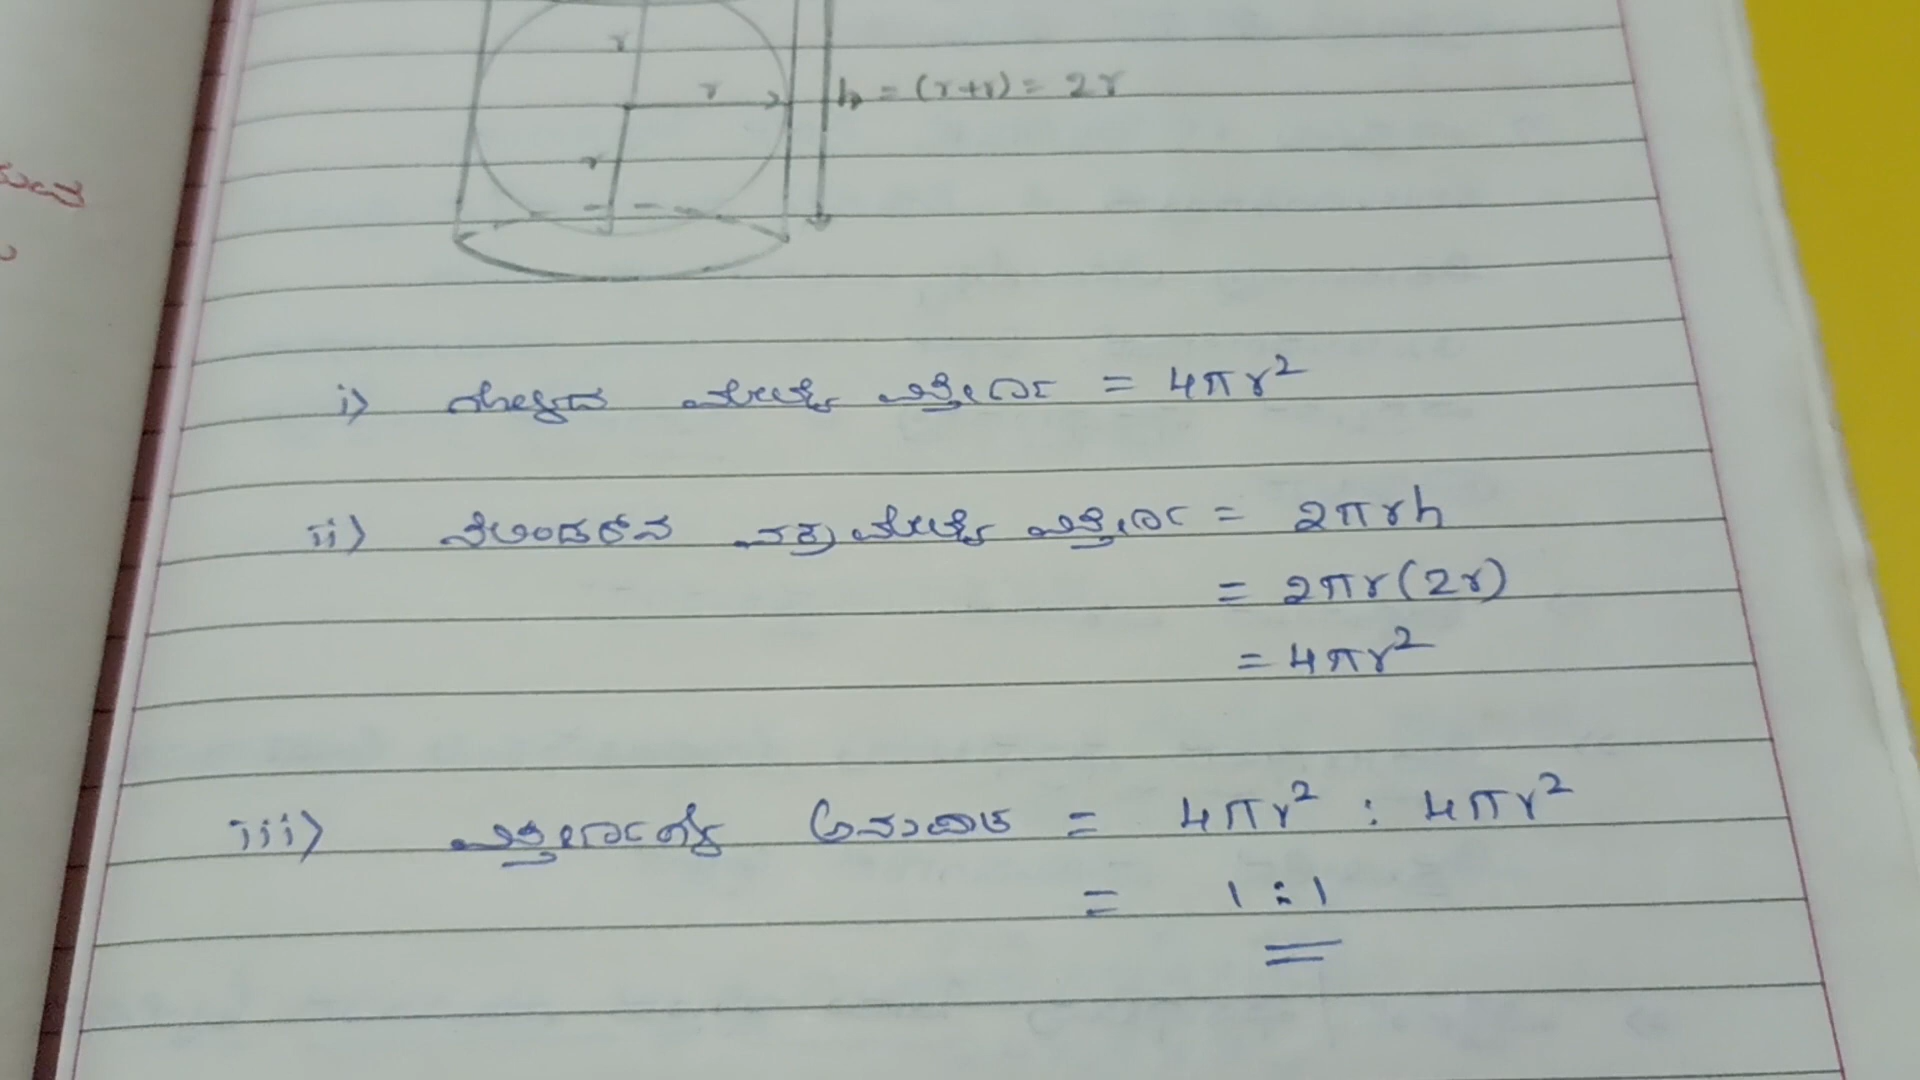 r
r
h = (r+r) = 2r
r
i) ಗೋಳದ ಮೇಲ್ಮೈ ವಿಸ್ತೀರ್ಣ = 4πr²
ii) ಸಿಲಿಂಡರ್‌ನ ವಕ್ರ ಮೇಲ್ಮೈ ವಿಸ್ತೀರ್ಣ = 2πrh
= 2πr(2r)
= 4πr²
iii) ವಿಸ್ತೀರ್ಣಗಳ ಅನುಪಾತ = 4πr² : 4πr²
= 1 : 1